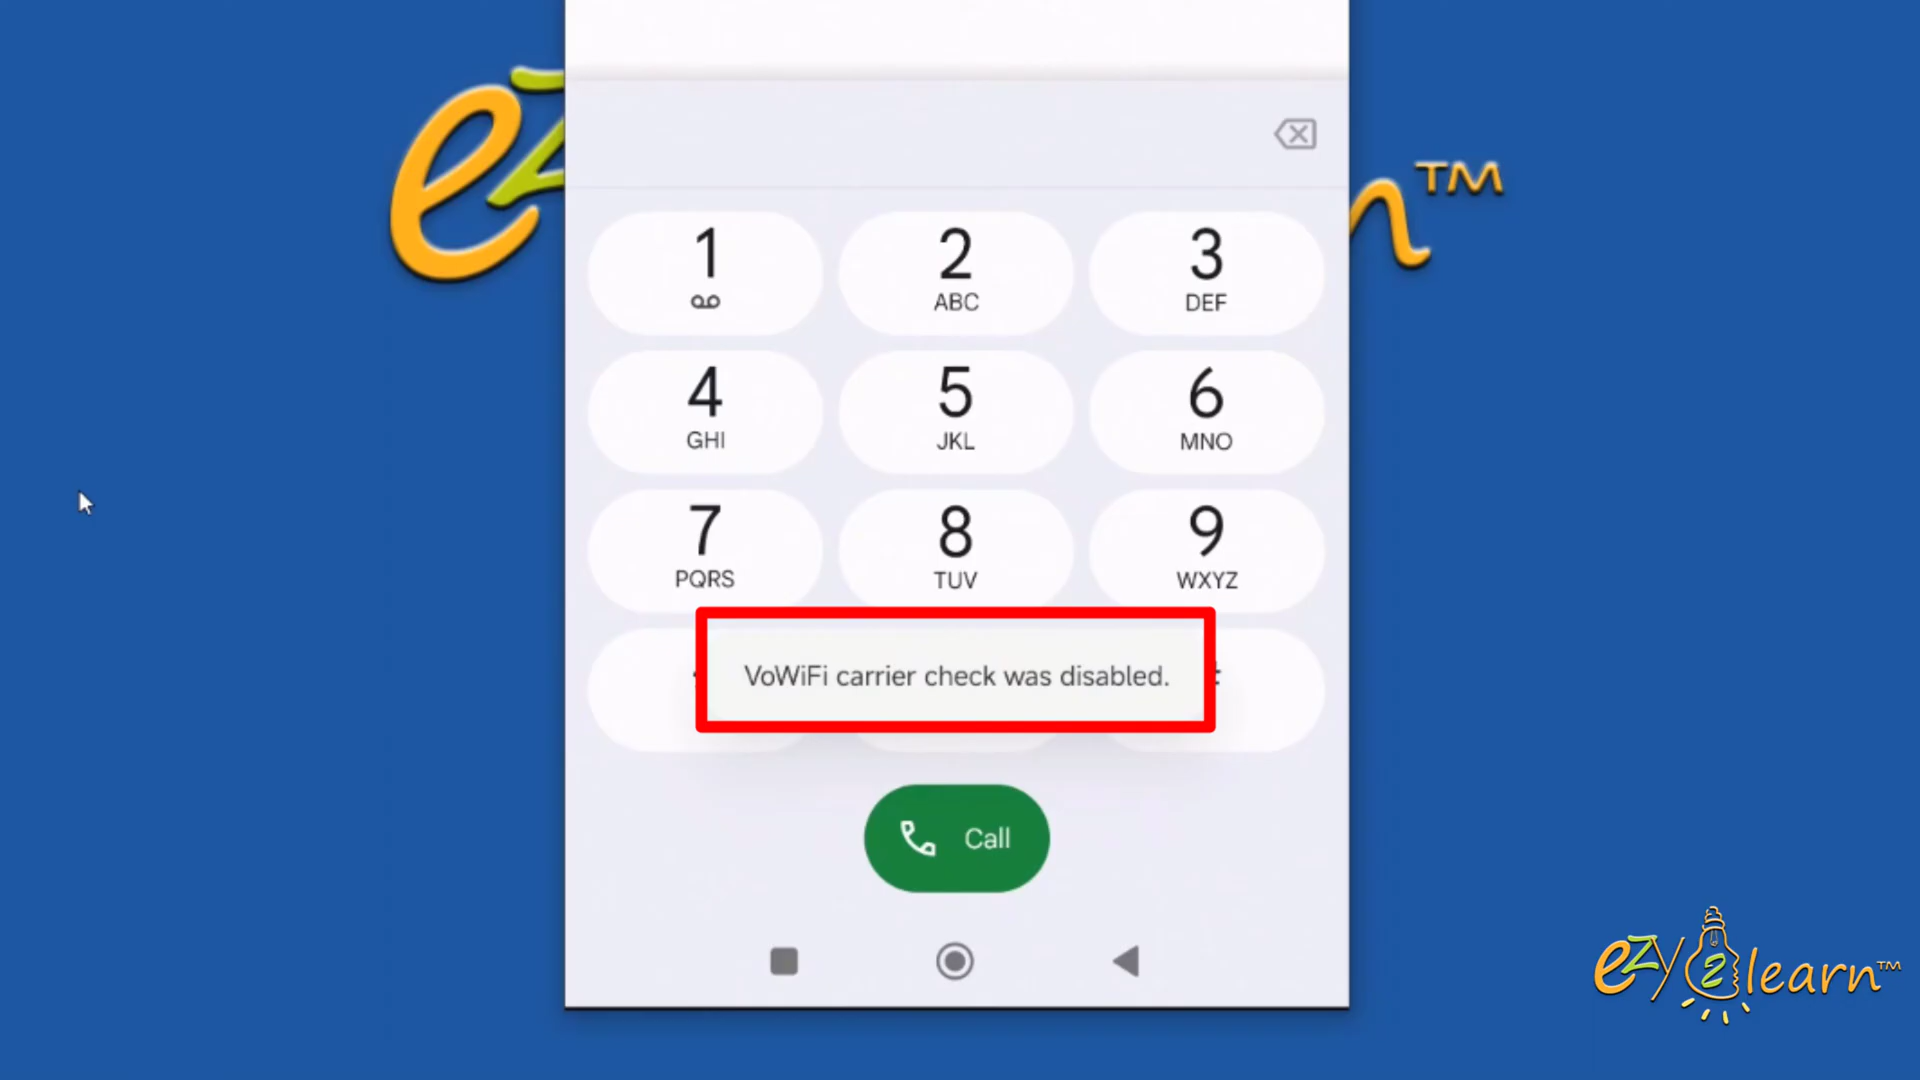 ezy2learn™
1
2
ABC
3
DEF
4
GHI
5
JKL
6
MNO
7
PQRS
8
TUV
9
WXYZ
VoWiFi carrier check was disabled.
Call
ezy2learn™